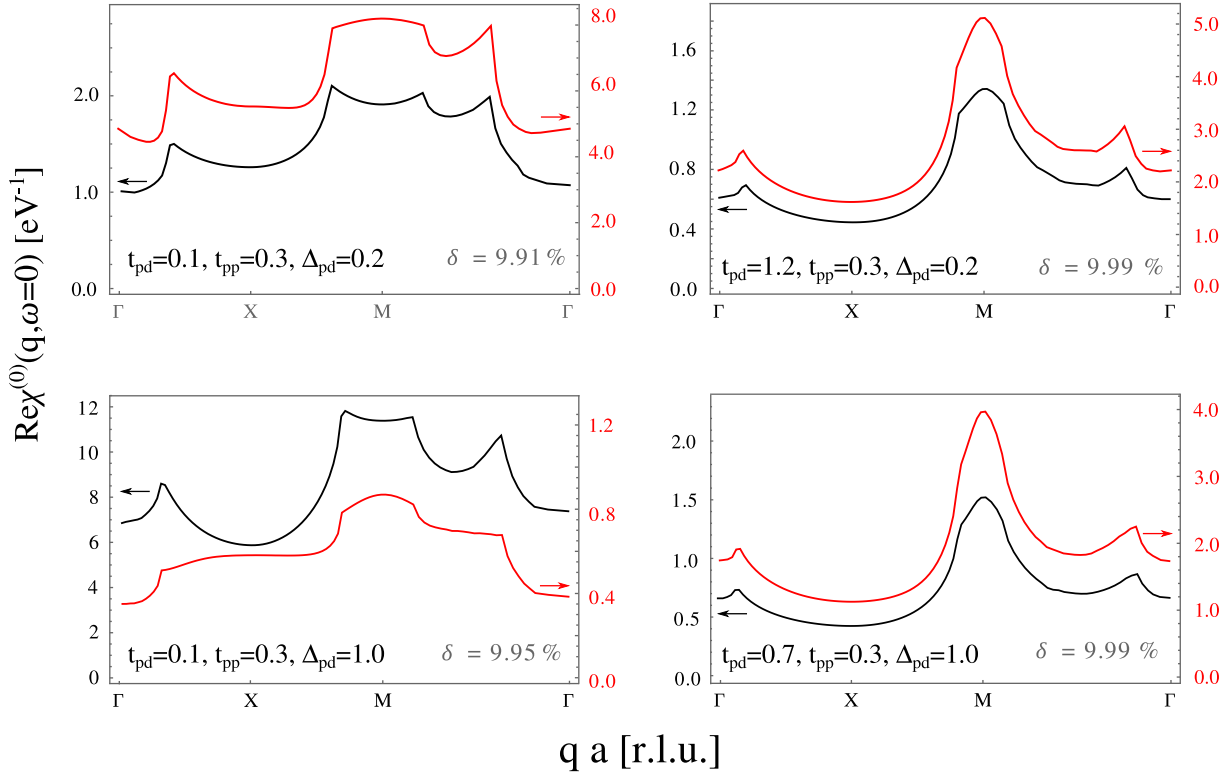 Reχ⁽⁰⁾(q,ω=0) [eV⁻¹]
2.0
1.0
0.0
8.0
6.0
4.0
3.0
2.0
0.0
t_pd=0.1, t_pp=0.3, Δ_pd=0.2
δ = 9.91 %
Γ X M Γ
1.6
1.2
0.8
0.4
0.0
5.0
4.0
3.0
2.0
1.0
0.0
t_pd=1.2, t_pp=0.3, Δ_pd=0.2
δ = 9.99 %
Γ X M Γ
12
10
8
6
4
2
0
1.2
0.8
0.4
0.0
t_pd=0.1, t_pp=0.3, Δ_pd=1.0
δ = 9.95 %
Γ X M Γ
2.0
1.5
1.0
0.5
0.0
4.0
3.0
2.0
1.0
0.0
t_pd=0.7, t_pp=0.3, Δ_pd=1.0
δ = 9.99 %
Γ X M Γ
q a [r.l.u.]